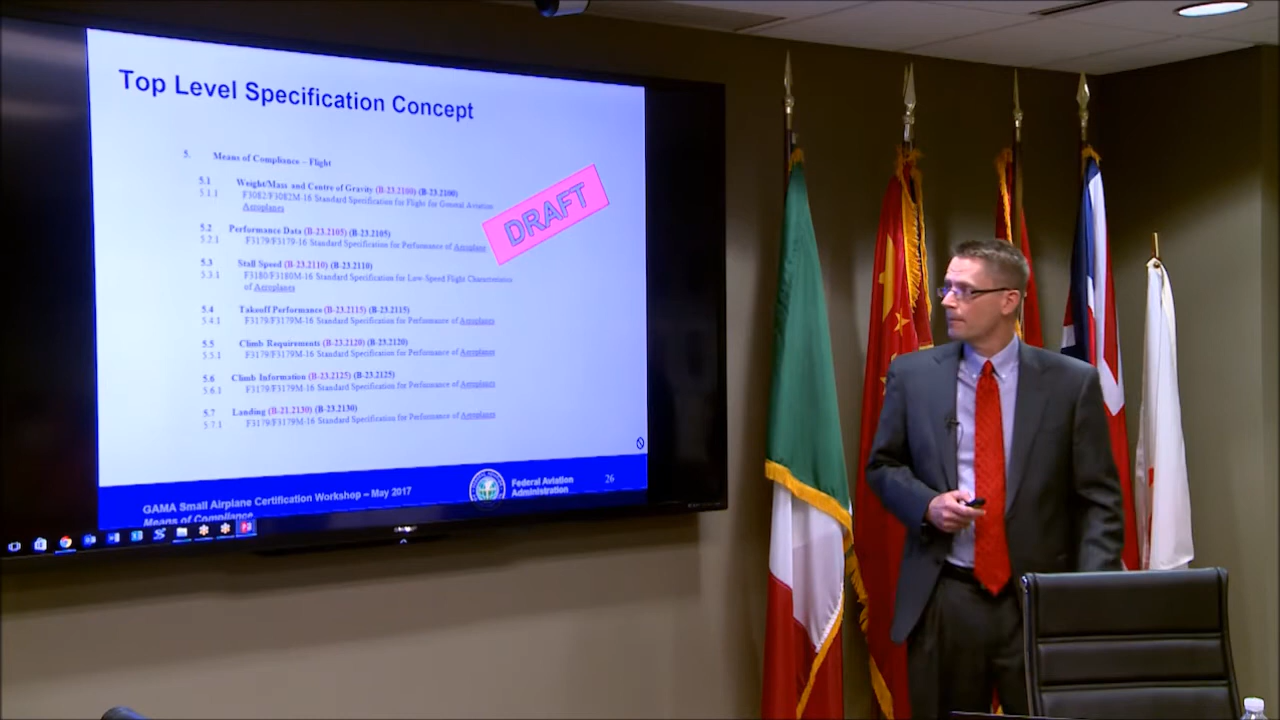 Top Level Specification Concept
5. Means of Compliance – Flight
5.1 Weight/Mass and Centre of Gravity (B-23.2100) (B-23.2100)
5.1.1 F3082/F3082M-16 Standard Specification for Flight for General Aviation
Aeroplanes
5.2 Performance Data (B-23.2105) (B-23.2105)
5.2.1 F3179/F3179-16 Standard Specification for Performance of Aeroplane
5.3 Stall Speed (B-23.2110) (B-23.2110)
5.3.1 F3180/F3180M-16 Standard Specification for Low-Speed Flight Characteristics
of Aeroplanes
5.4 Takeoff Performance (B-23.2115) (B-23.2115)
5.4.1 F3179/F3179M-16 Standard Specification for Performance of Aeroplanes
5.5 Climb Requirements (B-23.2120) (B-23.2120)
5.5.1 F3179/F3179M-16 Standard Specification for Performance of Aeroplanes
5.6 Climb Information (B-23.2125) (B-23.2125)
5.6.1 F3179/F3179M-16 Standard Specification for Performance of Aeroplanes
5.7 Landing (B-21.2130) (B-23.2130)
5.7.1 F3179/F3179M-16 Standard Specification for Performance of Aeroplanes
DRAFT
GAMA Small Airplane Certification Workshop – May 2017
Means of Compliance
Federal Aviation
Administration
26